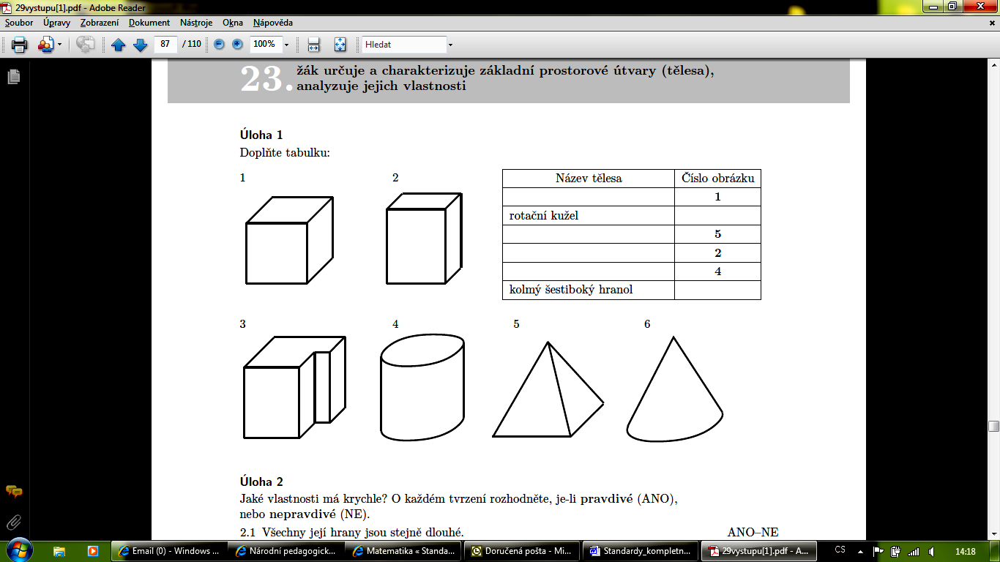 29vystupu[1].pdf - Adobe Reader
Soubor Úpravy Zobrazení Dokument Nástroje Okna Nápověda
87 / 110 100% Hledat
23. žák určuje a charakterizuje základní prostorové útvary (tělesa),
analyzuje jejich vlastnosti
Úloha 1
Doplňte tabulku:
1 2
Název tělesa Číslo obrázku
1
rotační kužel
5
2
4
kolmý šestiboký hranol
3 4 5 6
Úloha 2
Jaké vlastnosti má krychle? O každém tvrzení rozhodněte, je-li pravdivé (ANO),
nebo nepravdivé (NE).
2.1 Všechny její hrany jsou stejně dlouhé. ANO–NE
Email (0) - Windows ... Národní pedagogick... Matematika « Standa... Doručená pošta - Mi... Standardy_kompletn... 29vystupu[1].pdf - A... CS 14:18